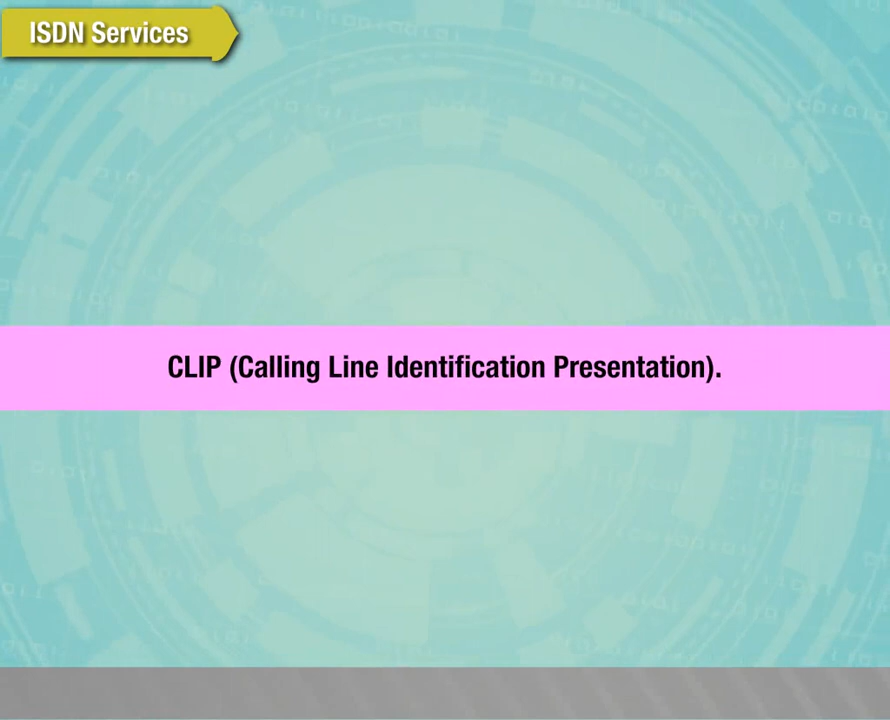 ISDN Services
CLIP (Calling Line Identification Presentation).